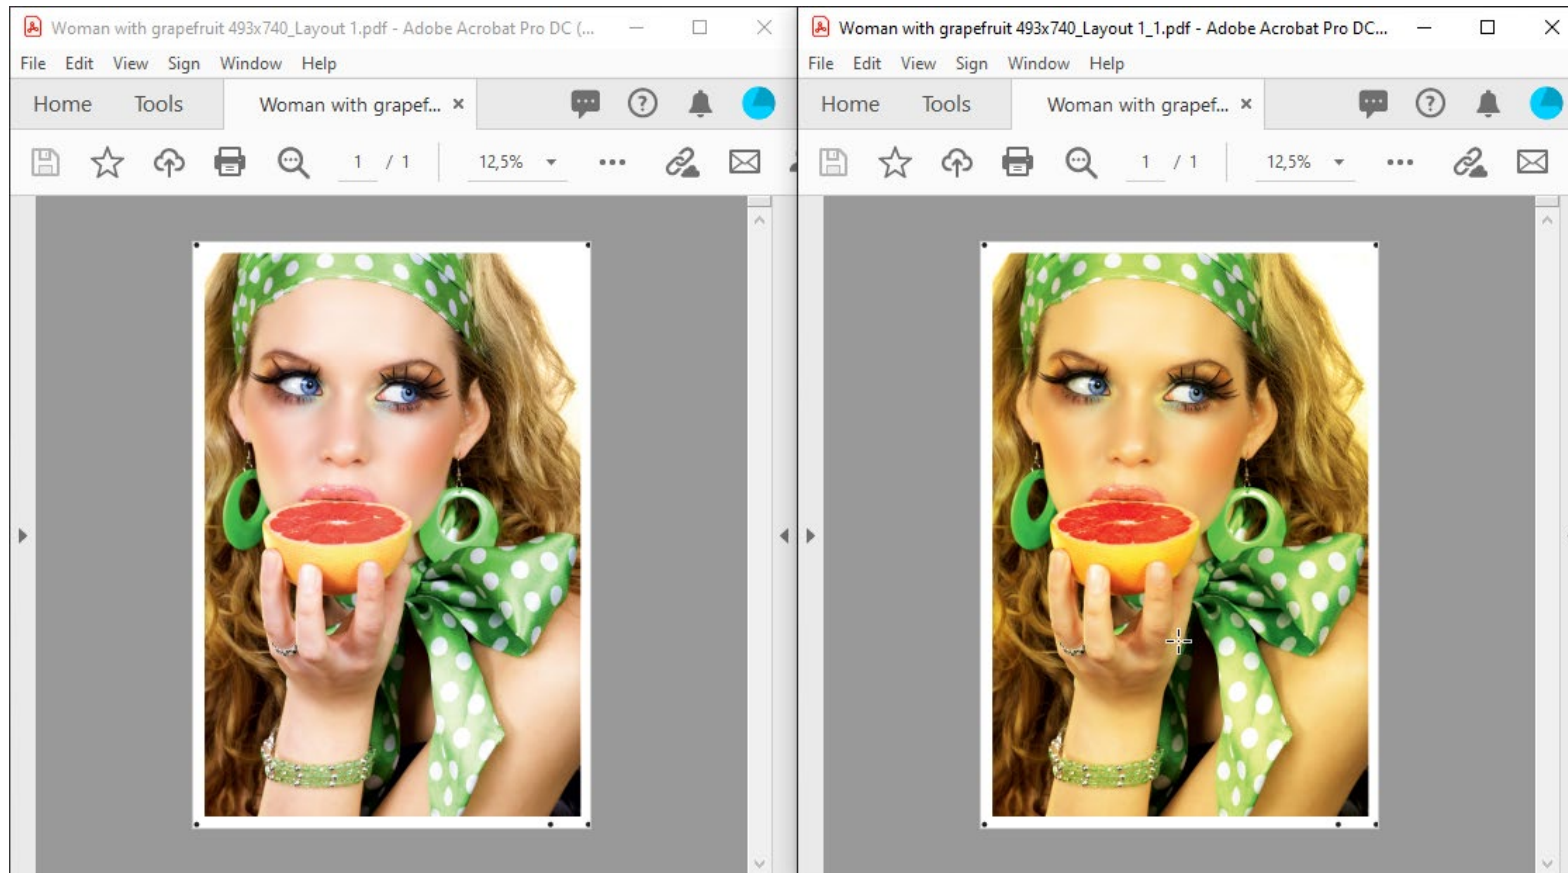 Woman with grapefruit 493x740_Layout 1.pdf - Adobe Acrobat Pro DC (...
File Edit View Sign Window Help
Home Tools Woman with grapef... ×
1 / 1 12,5%
Woman with grapefruit 493x740_Layout 1_1.pdf - Adobe Acrobat Pro DC...
File Edit View Sign Window Help
Home Tools Woman with grapef... ×
1 / 1 12,5%